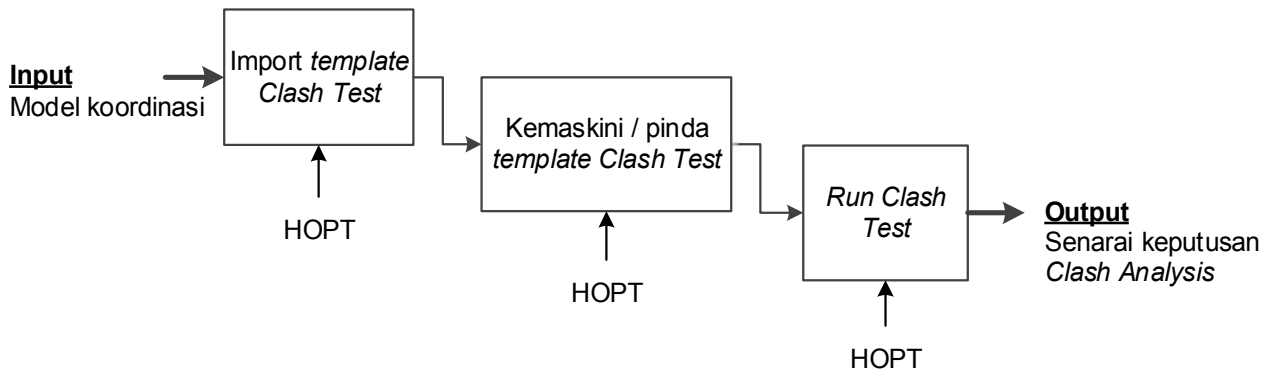 Input
Model koordinasi
Import template
Clash Test
HOPT
Kemaskini / pinda
template Clash Test
HOPT
Run Clash
Test
HOPT
Output
Senarai keputusan
Clash Analysis